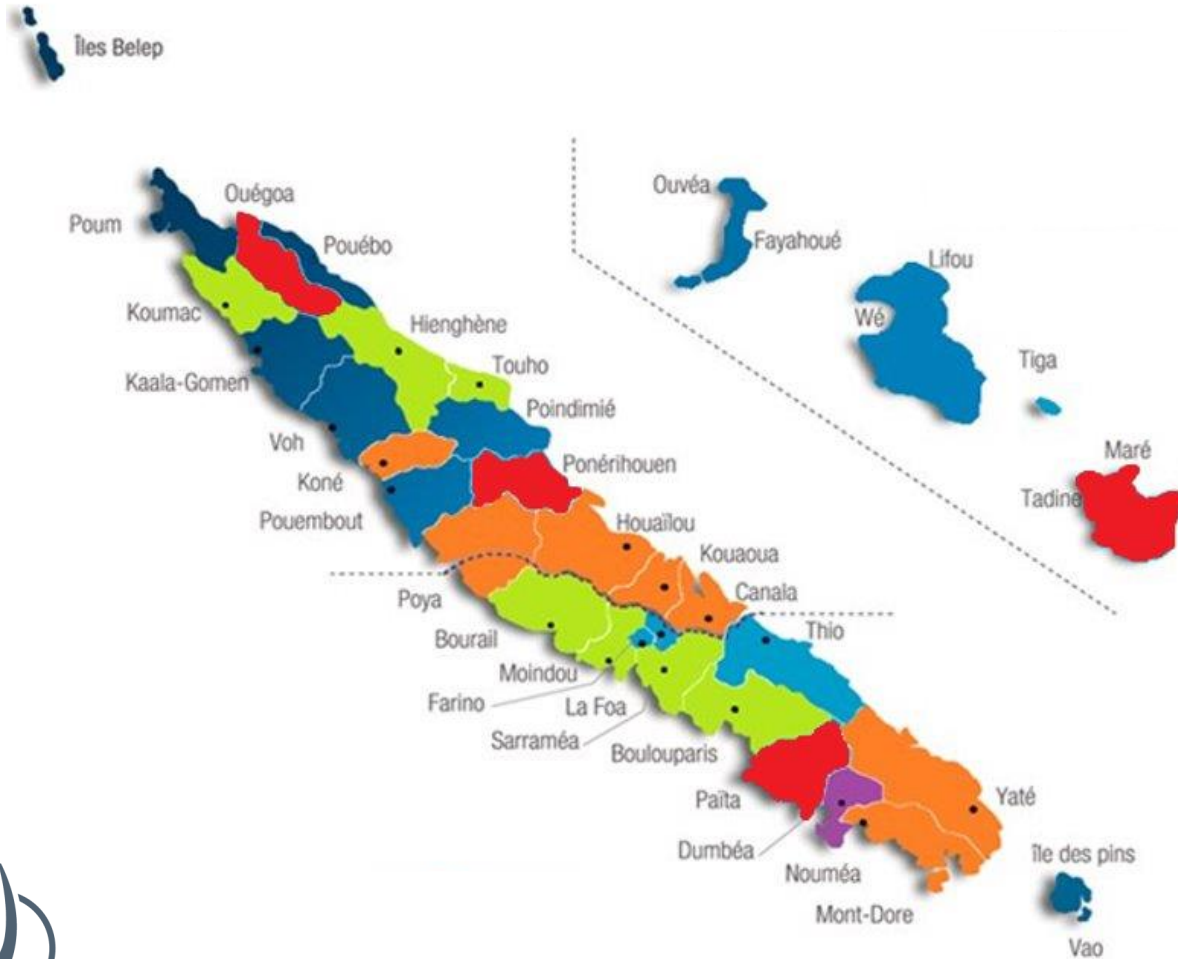 Îles Belep
Ouégoa
Poum
Pouébo
Koumac
Hienghène
Kaala-Gomen
Touho
Poindimié
Voh
Koné
Ponérihouen
Pouembout
Houaïlou
Kouaoua
Poya
Canala
Bourail
Thio
Moindou
Farino
La Foa
Sarraméa
Boulouparis
Païta
Yaté
Dumbéa
Nouméa
Mont-Dore
île des pins
Vao
Ouvéa
Fayahoué
Lifou
Wé
Tiga
Maré
Tadine